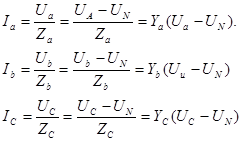 I_a = U_a/Z_a = (U_A − U_N)/Z_a = Y_a(U_a − U_N).
I_b = U_b/Z_b = (U_b − U_N)/Z_b = Y_b(U_u − U_N)
I_C = U_C/Z_C = (U_C − U_N)/Z_C = Y_C(U_C − U_N)